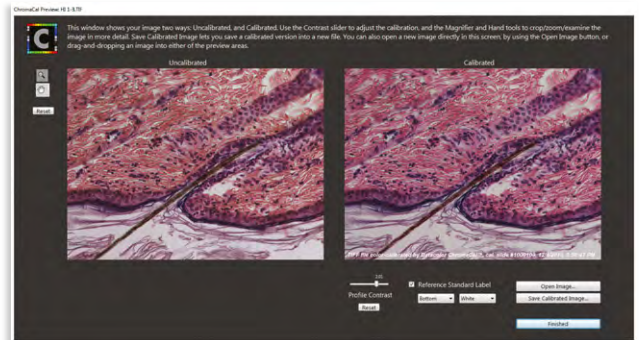 ChromaCal Preview: HE 1-8.TIF
C
This window shows your image two ways: Uncalibrated, and Calibrated. Use the Contrast slider to adjust the calibration, and the Magnifier and Hand tools to crop/zoom/examine the
image in more detail. Save Calibrated Image lets you save a calibrated version into a new file. You can also open a new image directly in this screen, by using the Open Image button, or
drag-and-dropping an image into either of the preview areas.
Uncalibrated
Calibrated
Reset
100
Profile Contrast
Reset
Reference Standard Label
Bottom
White
Open Image...
Save Calibrated Image...
Finished